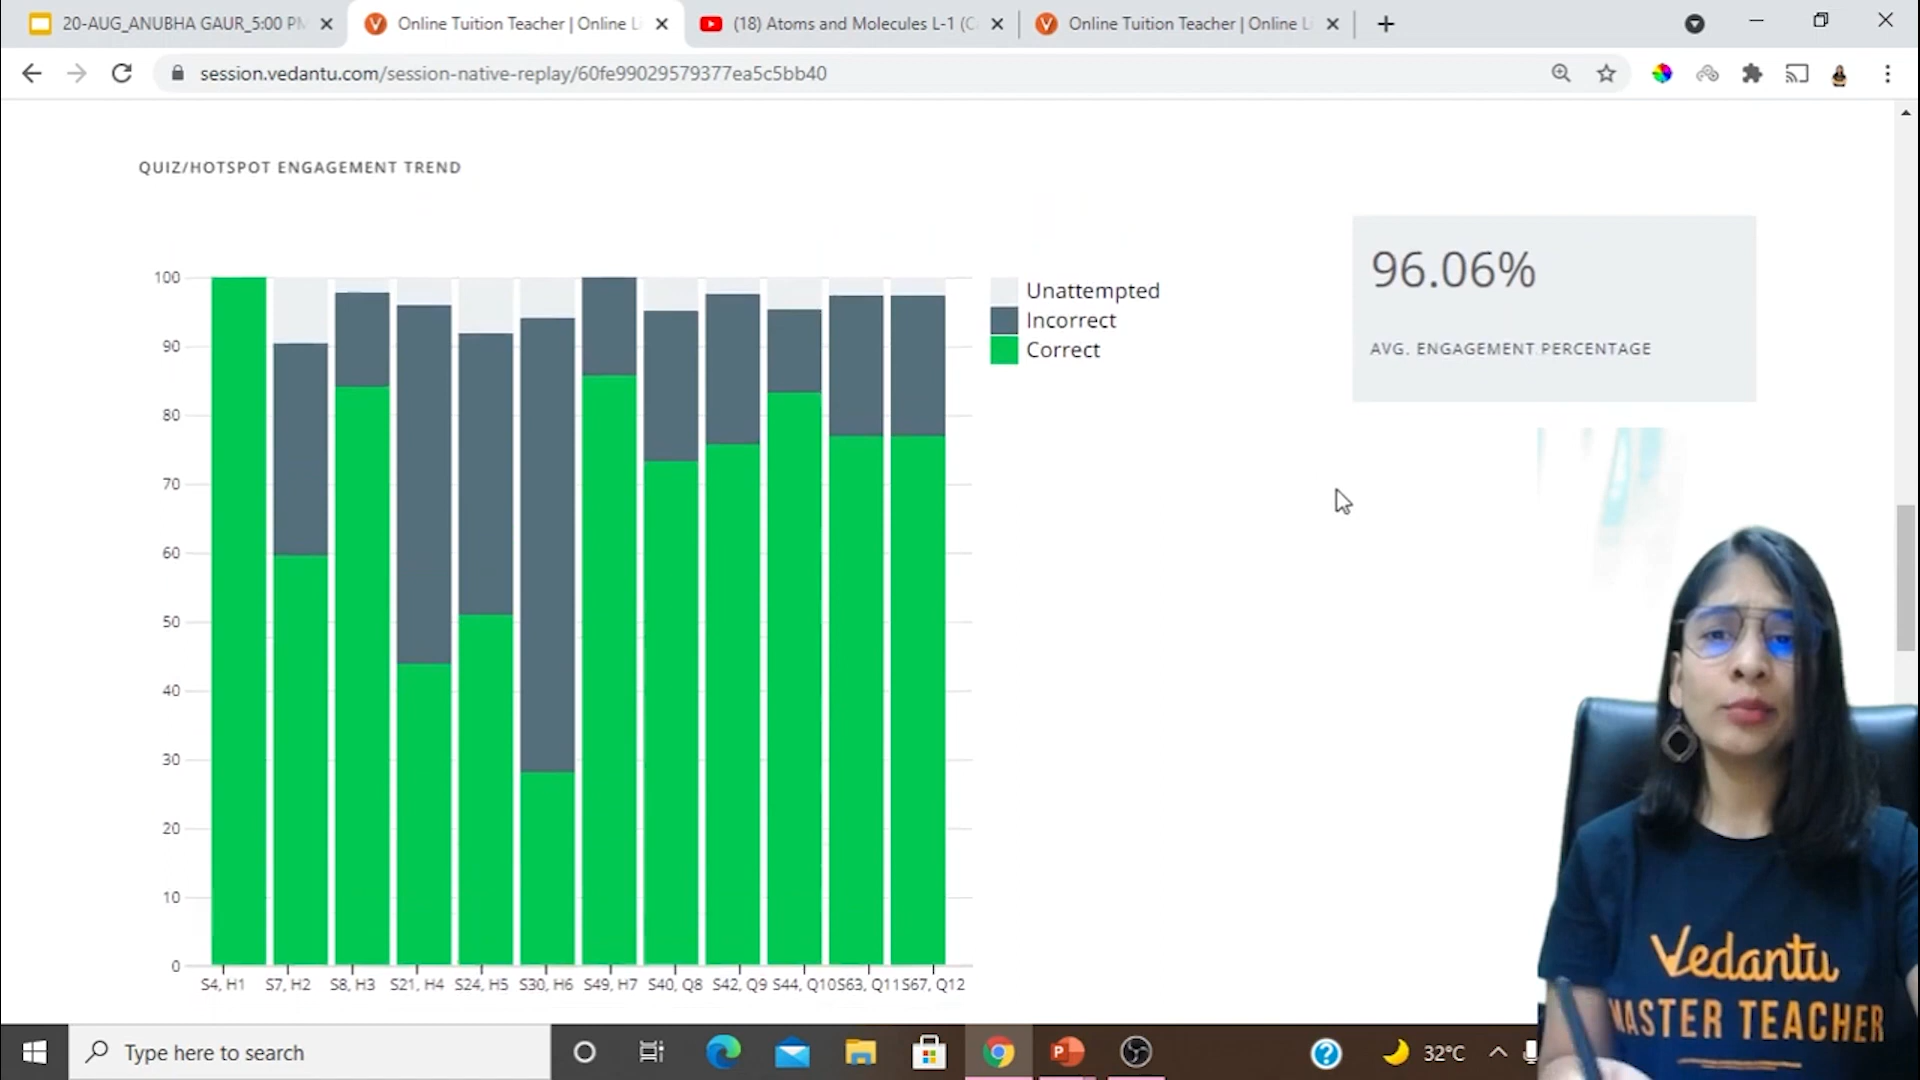 20-AUG_ANUBHA GAUR_5:00 PM
Online Tuition Teacher | Online Li
(18) Atoms and Molecules L-1 (C
Online Tuition Teacher | Online Li
session.vedantu.com/session-native-replay/60fe99029579377ea5c5bb40
QUIZ/HOTSPOT ENGAGEMENT TREND
96.06%
AVG. ENGAGEMENT PERCENTAGE
Unattempted
Incorrect
Correct
100
90
80
70
60
50
40
30
20
10
0
S4, H1 S7, H2 S8, H3 S21, H4 S24, H5 S30, H6 S49, H7 S40, Q8 S42, Q9 S44, Q10 S63, Q11 S67, Q12
Vedantu
MASTER TEACHER
Type here to search
32°C